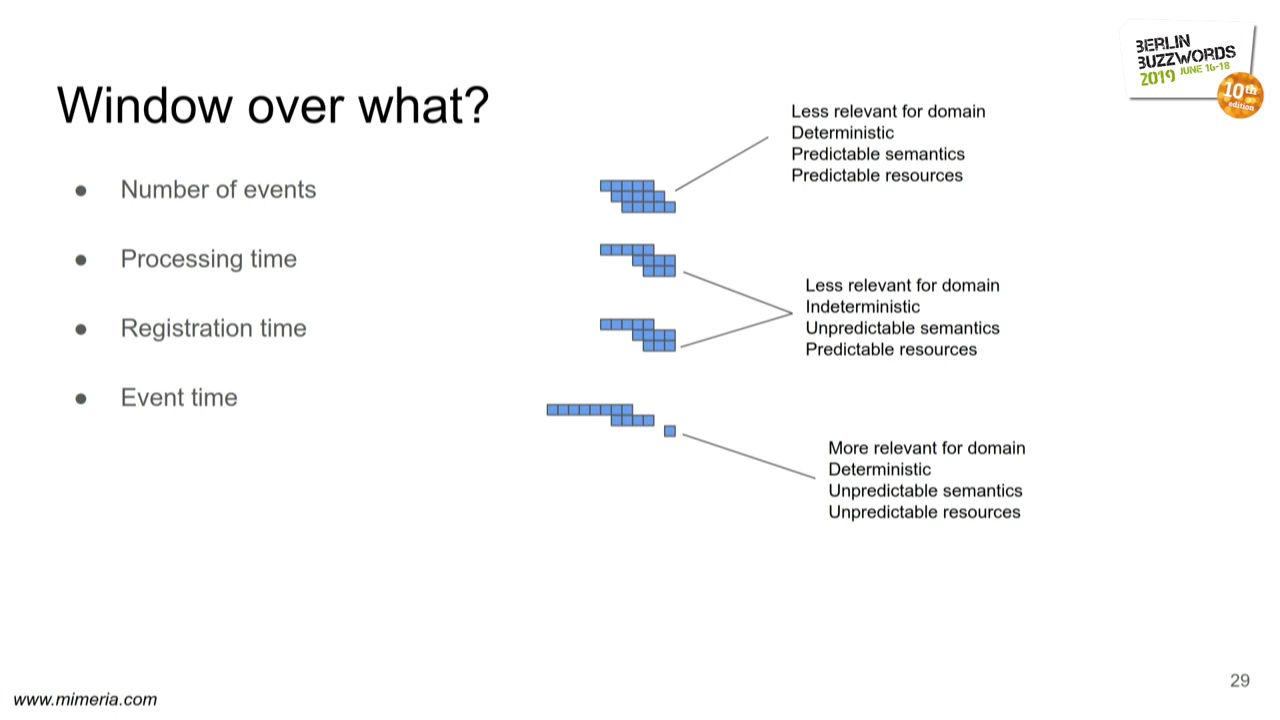 BERLIN
BUZZWORDS
2019 JUNE 16-18
10th
edition
Window over what?
● Number of events
● Processing time
● Registration time
● Event time
Less relevant for domain
Deterministic
Predictable semantics
Predictable resources
Less relevant for domain
Indeterministic
Unpredictable semantics
Predictable resources
More relevant for domain
Deterministic
Unpredictable semantics
Unpredictable resources
29
www.mimeria.com